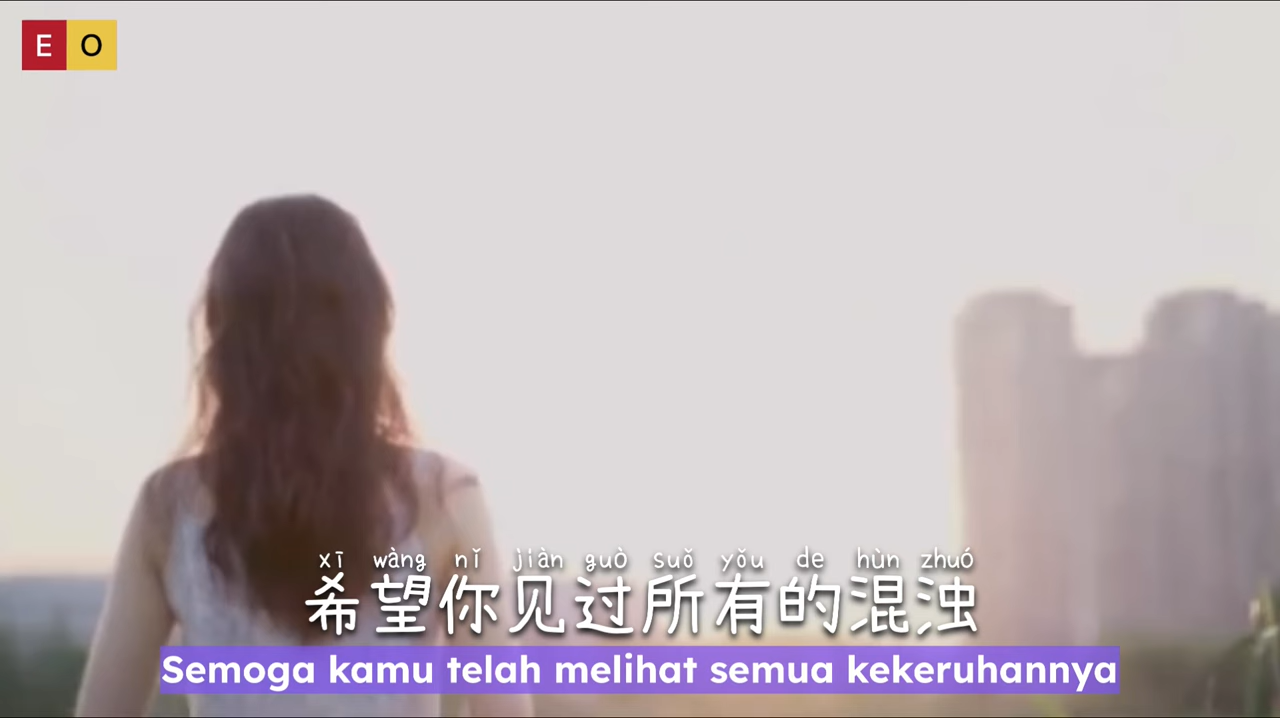 E O
xī wàng nǐ jiàn guò suǒ yǒu de hùn zhuó
希望你见过所有的混浊
Semoga kamu telah melihat semua kekeruhannya